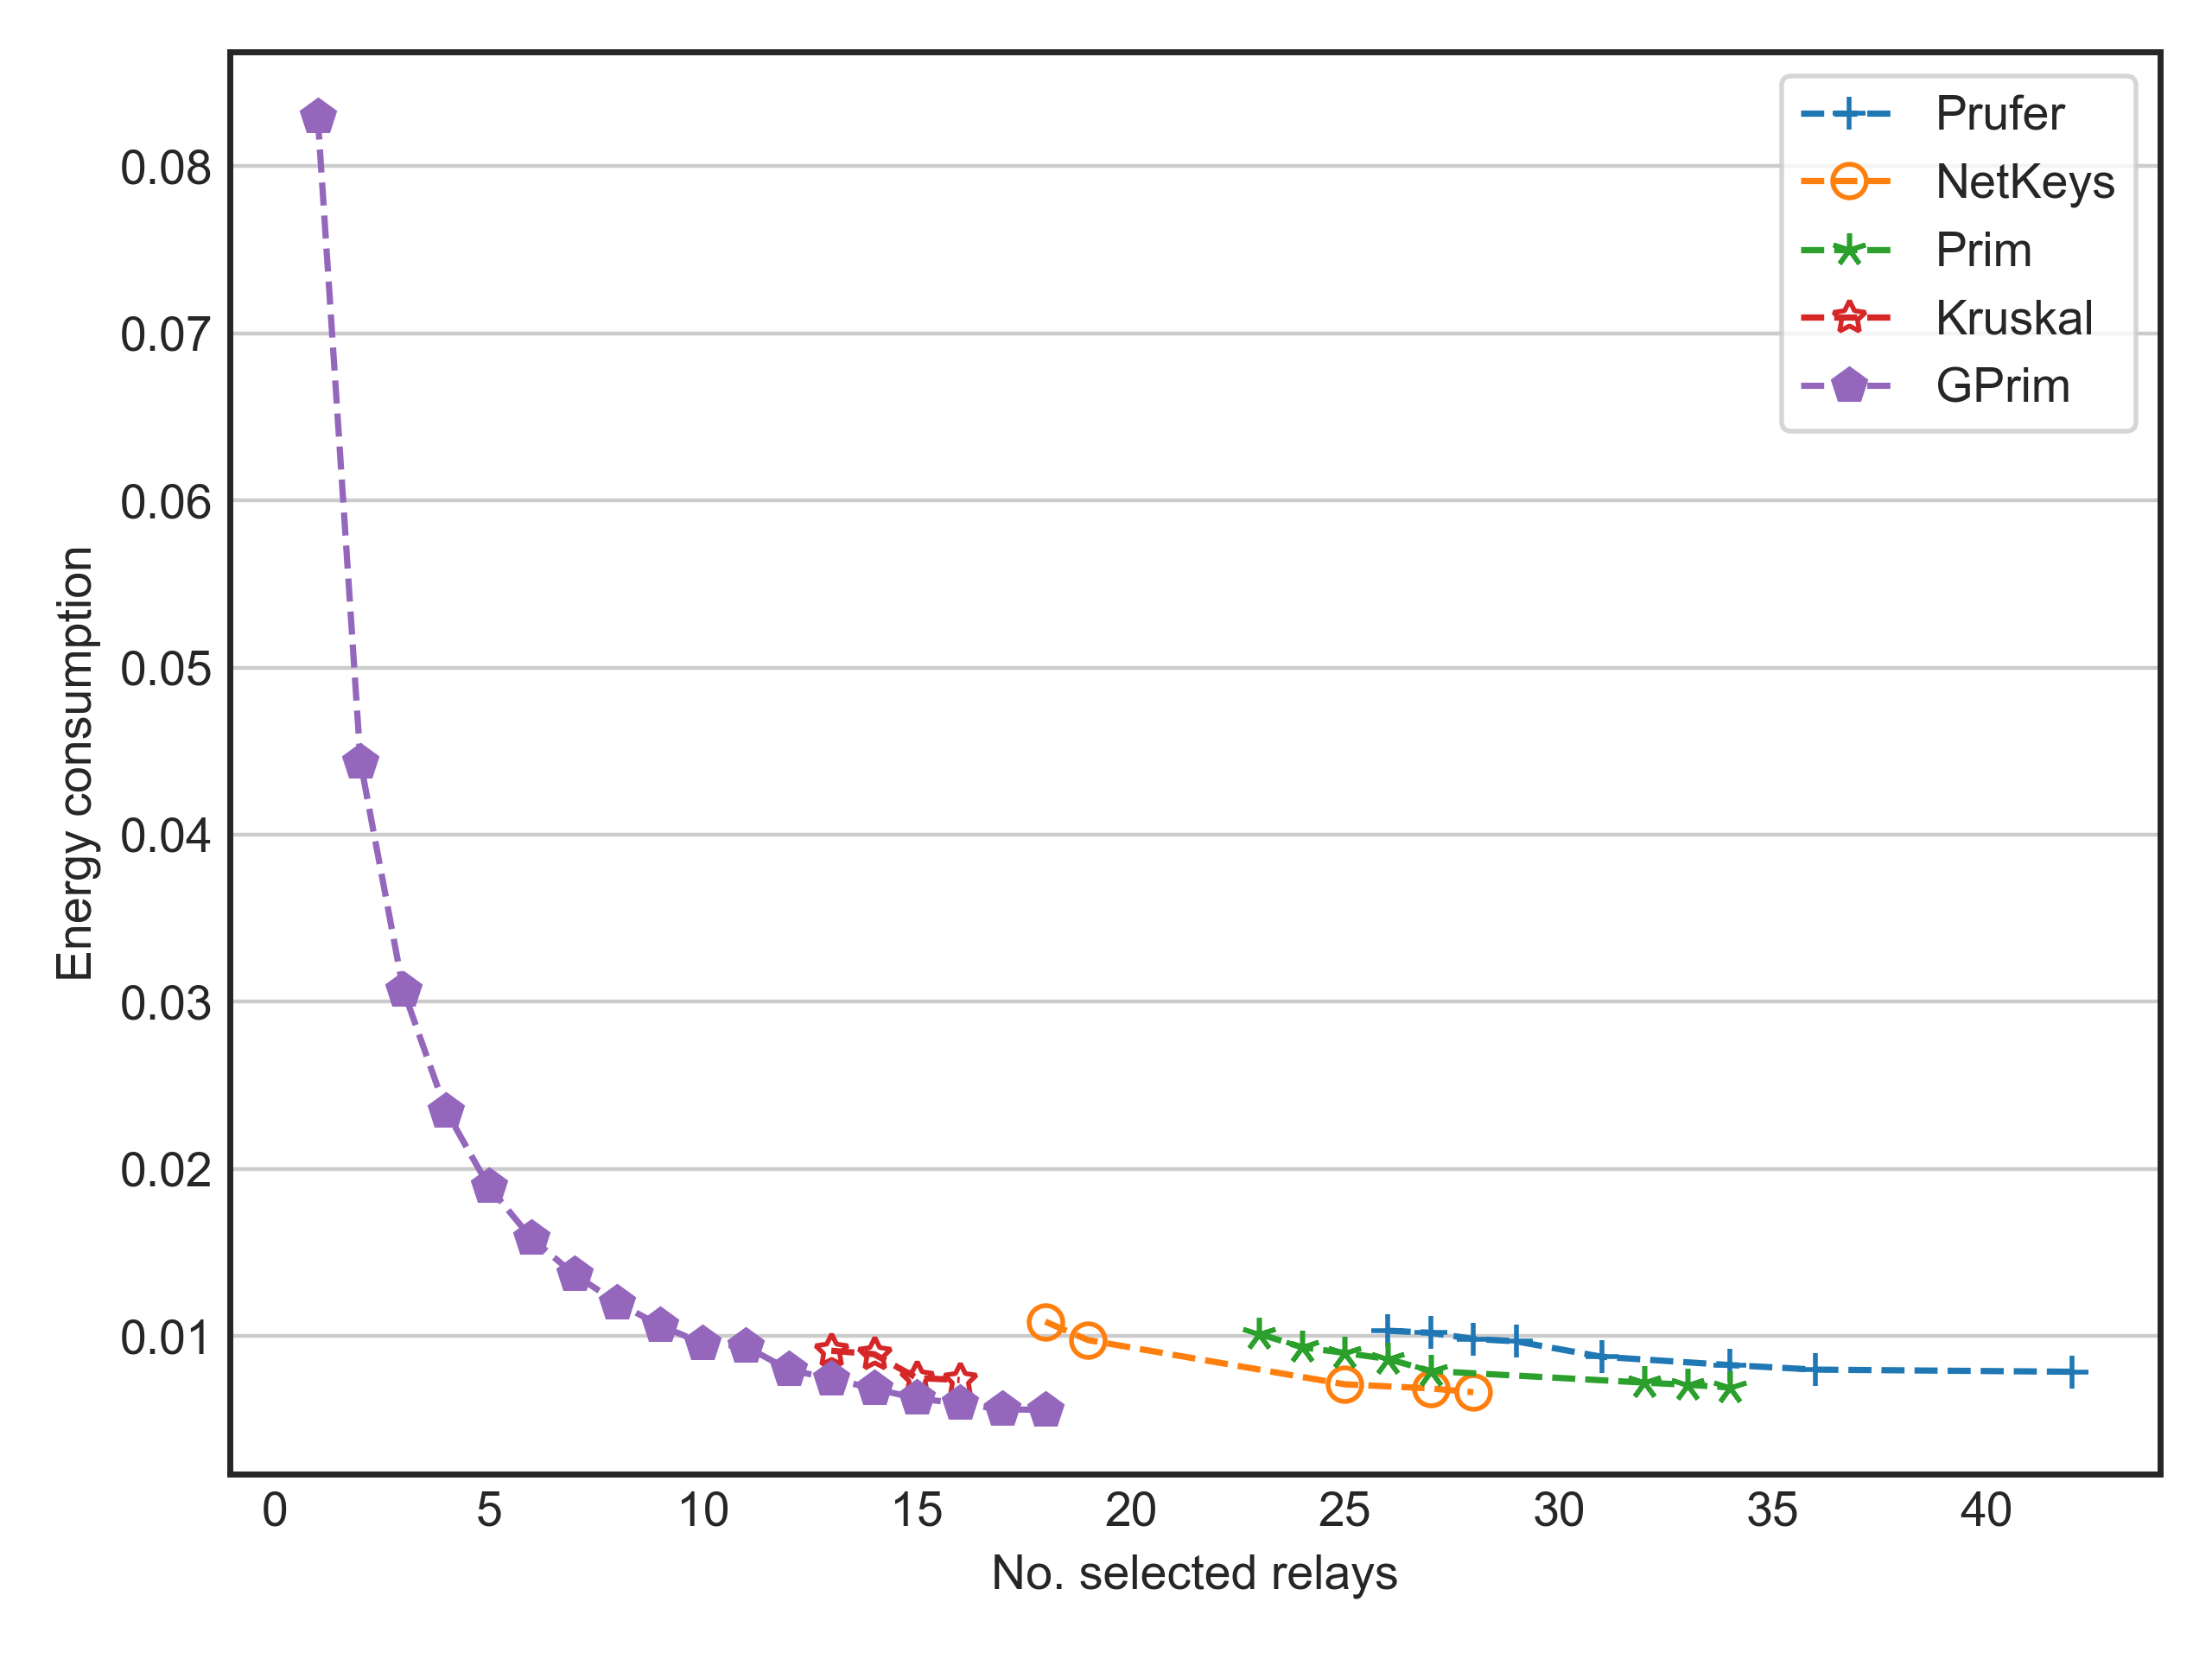 Energy consumption
0.08
0.07
0.06
0.05
0.04
0.03
0.02
0.01
Prufer
NetKeys
Prim
Kruskal
GPrim
0 5 10 15 20 25 30 35 40
No. selected relays